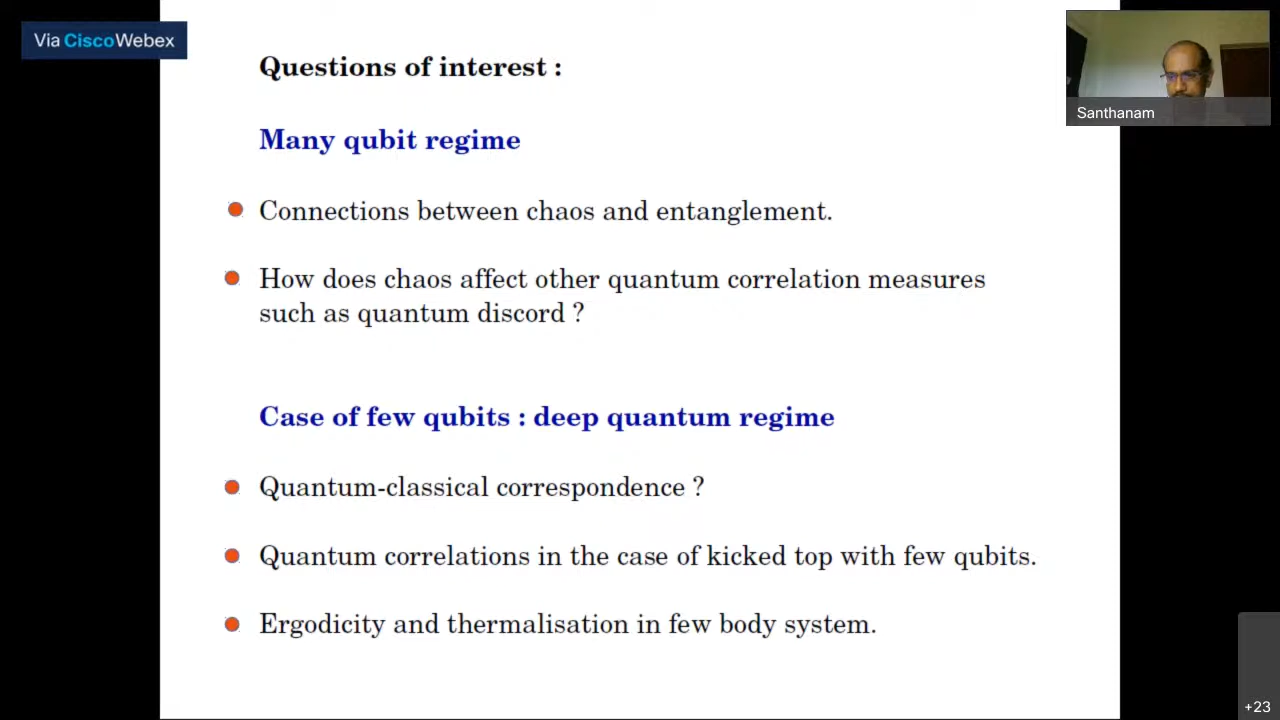 Via CiscoWebex
Santhanam
Questions of interest :
Many qubit regime
Connections between chaos and entanglement.
How does chaos affect other quantum correlation measures
such as quantum discord ?
Case of few qubits : deep quantum regime
Quantum-classical correspondence ?
Quantum correlations in the case of kicked top with few qubits.
Ergodicity and thermalisation in few body system.
+23